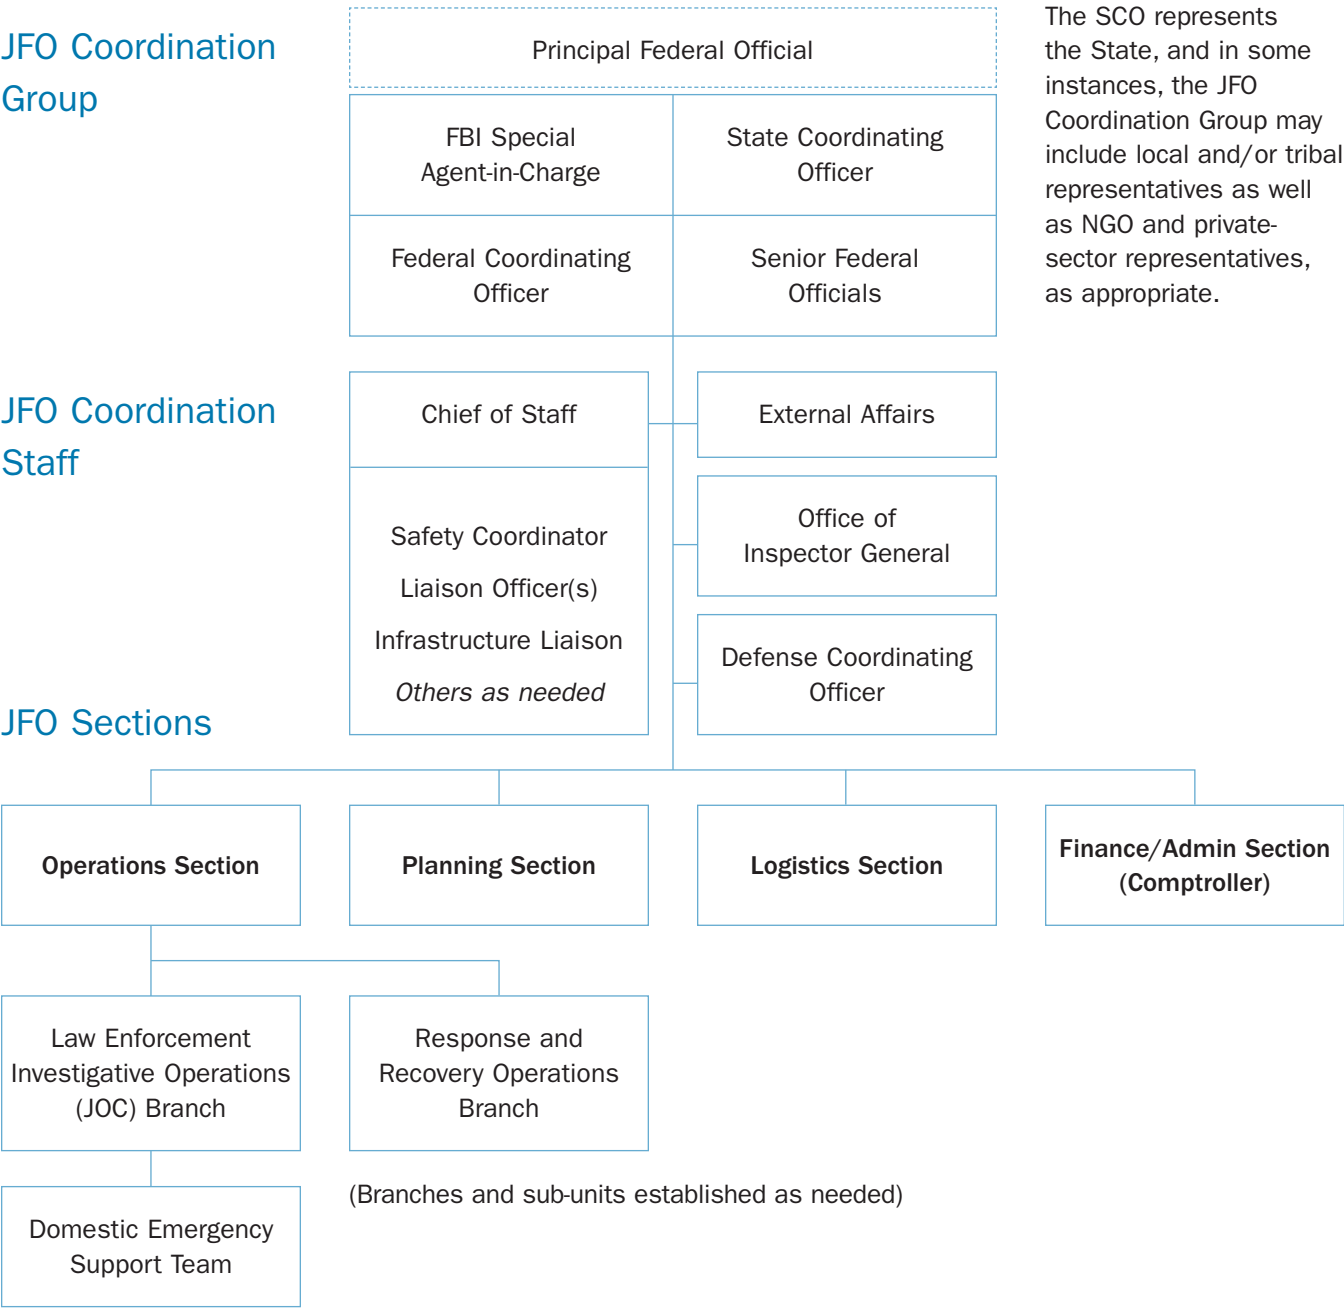 JFO Coordination
Group
Principal Federal Official
FBI Special
Agent-in-Charge
State Coordinating
Officer
Federal Coordinating
Officer
Senior Federal
Officials
The SCO represents
the State, and in some
instances, the JFO
Coordination Group may
include local and/or tribal
representatives as well
as NGO and private-
sector representatives,
as appropriate.
JFO Coordination
Staff
Chief of Staff
Safety Coordinator
Liaison Officer(s)
Infrastructure Liaison
Others as needed
External Affairs
Office of
Inspector General
Defense Coordinating
Officer
JFO Sections
Operations Section
Planning Section
Logistics Section
Finance/Admin Section
(Comptroller)
Law Enforcement
Investigative Operations
(JOC) Branch
Response and
Recovery Operations
Branch
(Branches and sub-units established as needed)
Domestic Emergency
Support Team